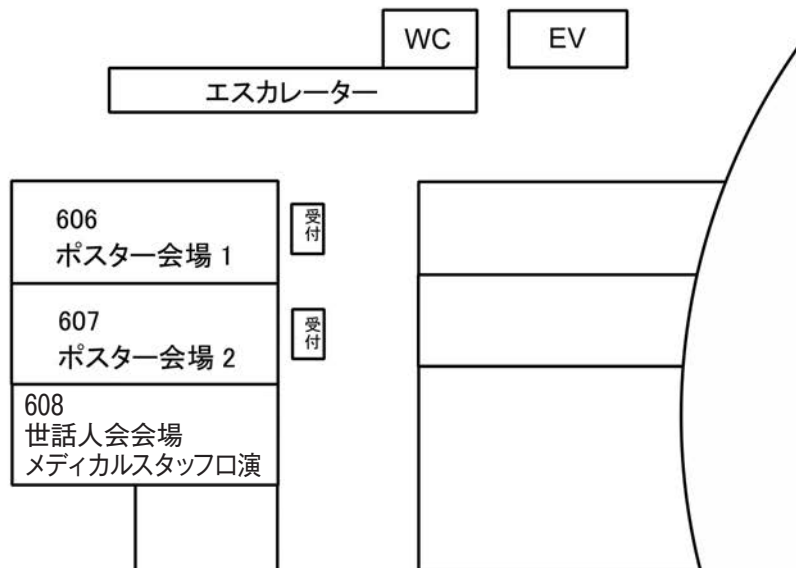 WC
EV
エスカレーター
606
ポスター会場 1
受付
607
ポスター会場 2
受付
608
世話人会会場
メディカルスタッフ口演